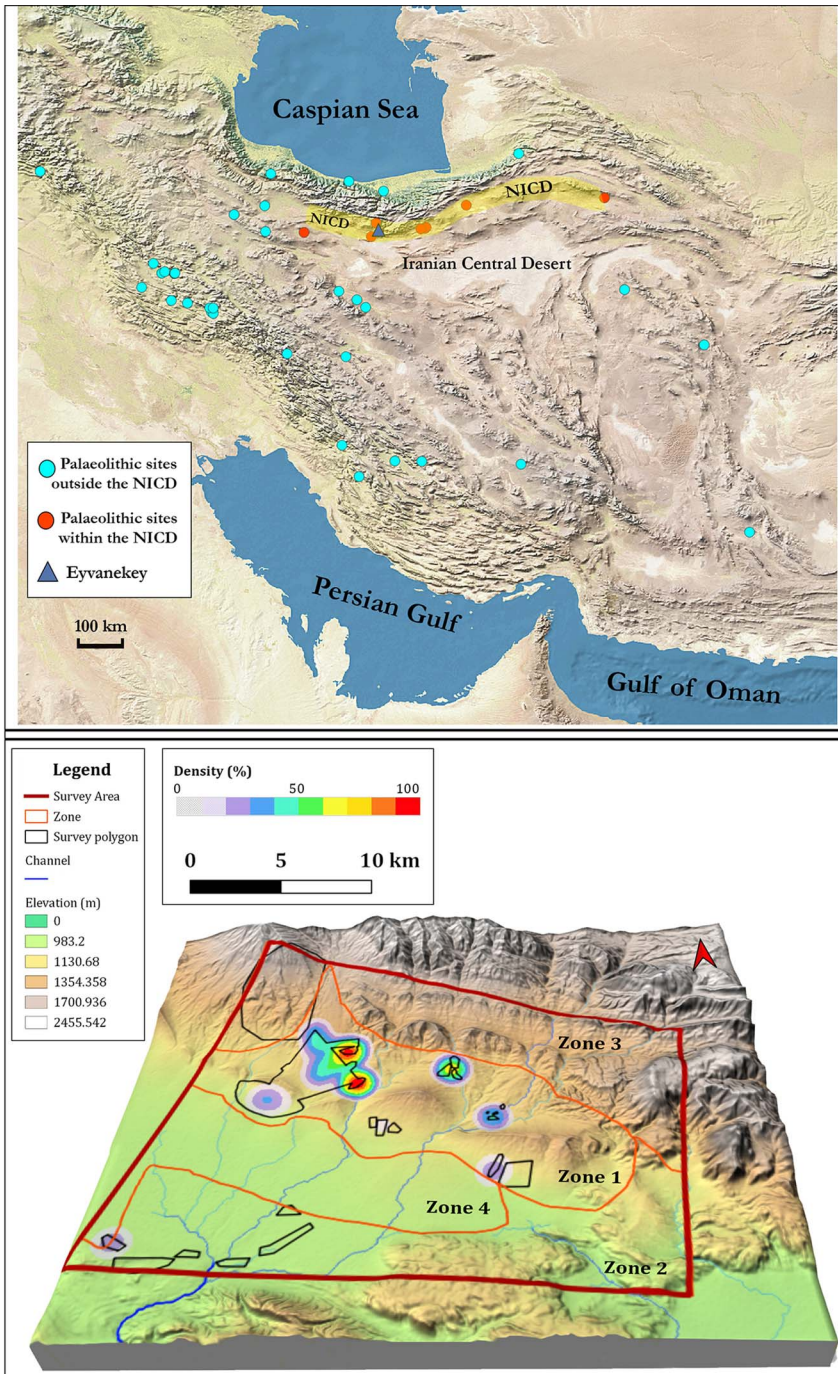 Caspian Sea
NICD
NICD
Iranian Central Desert
Palaeolithic sites
outside the NICD
Palaeolithic sites
within the NICD
Eyvanekey
100 km
Persian Gulf
Gulf of Oman
Legend
Survey Area
Zone
Survey polygon
Channel
Elevation (m)
0
983.2
1130.68
1354.358
1700.936
2455.542
Density (%)
0 50 100
0 5 10 km
Zone 3
Zone 1
Zone 4
Zone 2